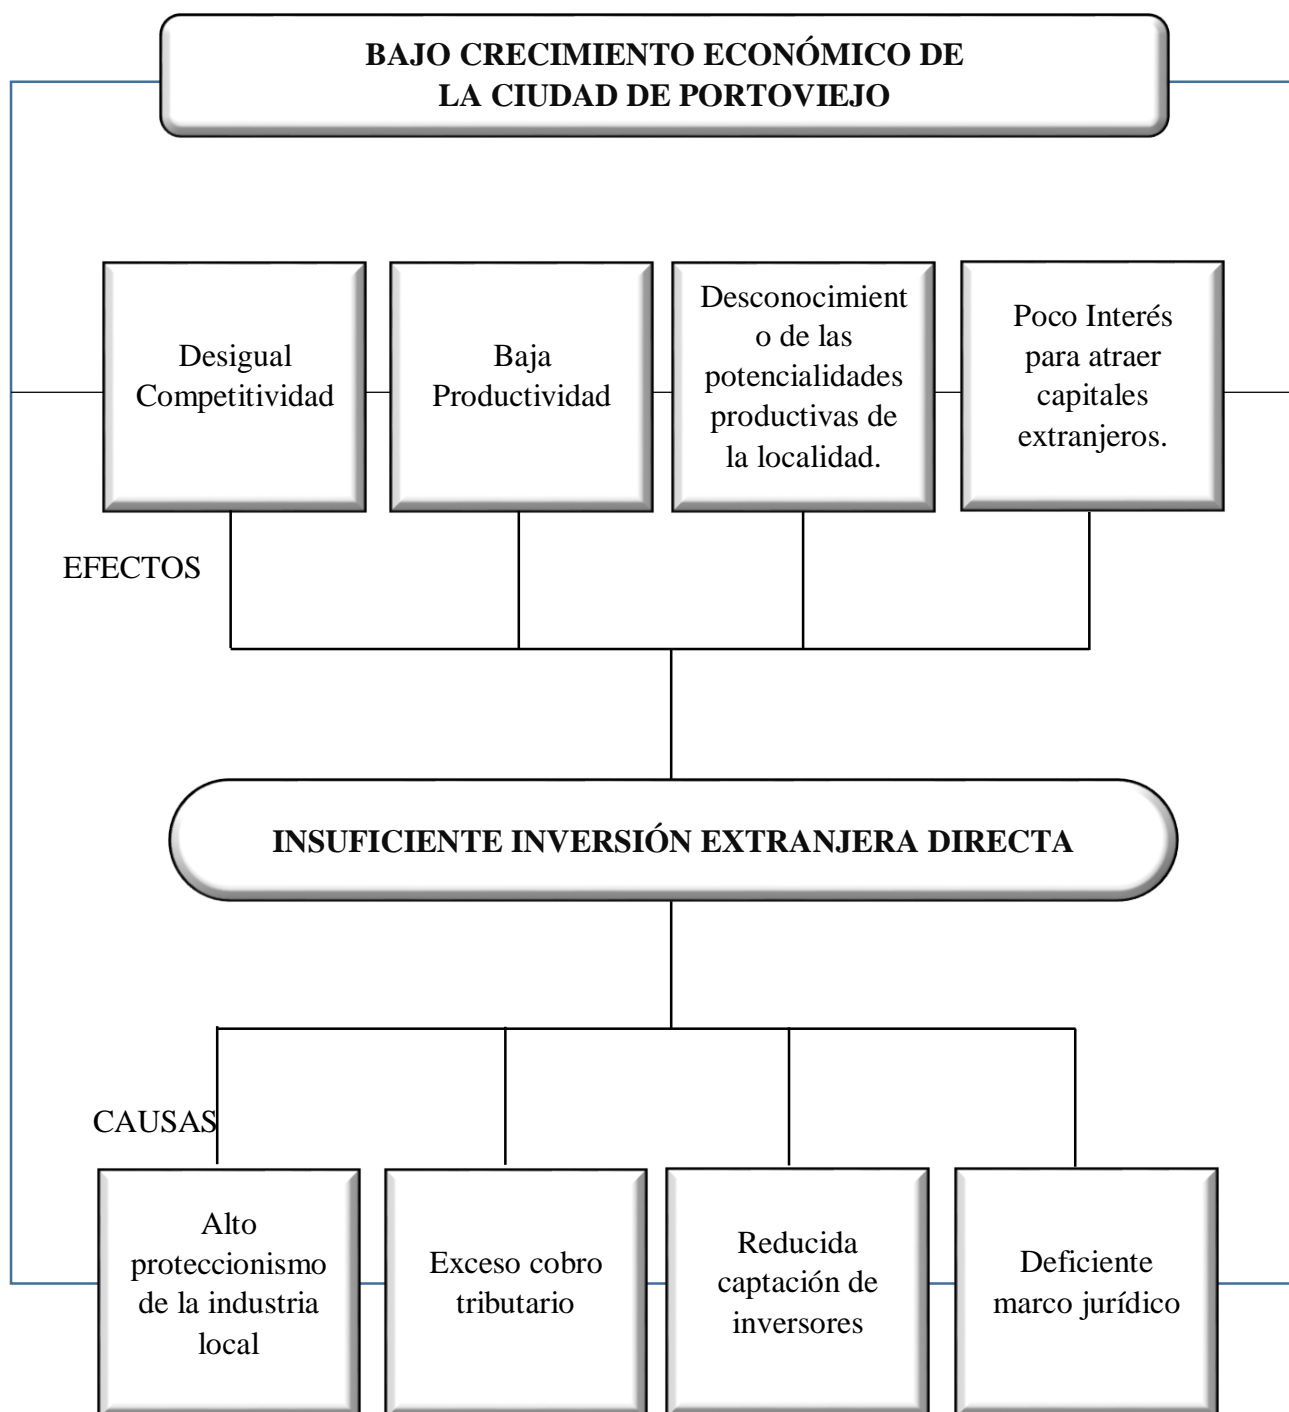 BAJO CRECIMIENTO ECONÓMICO DE
LA CIUDAD DE PORTOVIEJO
Desigual
Competitividad
Baja
Productividad
Desconocimient
o de las
potencialidades
productivas de
la localidad.
Poco Interés
para atraer
capitales
extranjeros.
EFECTOS
INSUFICIENTE INVERSIÓN EXTRANJERA DIRECTA
CAUSAS
Alto
proteccionismo
de la industria
local
Exceso cobro
tributario
Reducida
captación de
inversores
Deficiente
marco jurídico